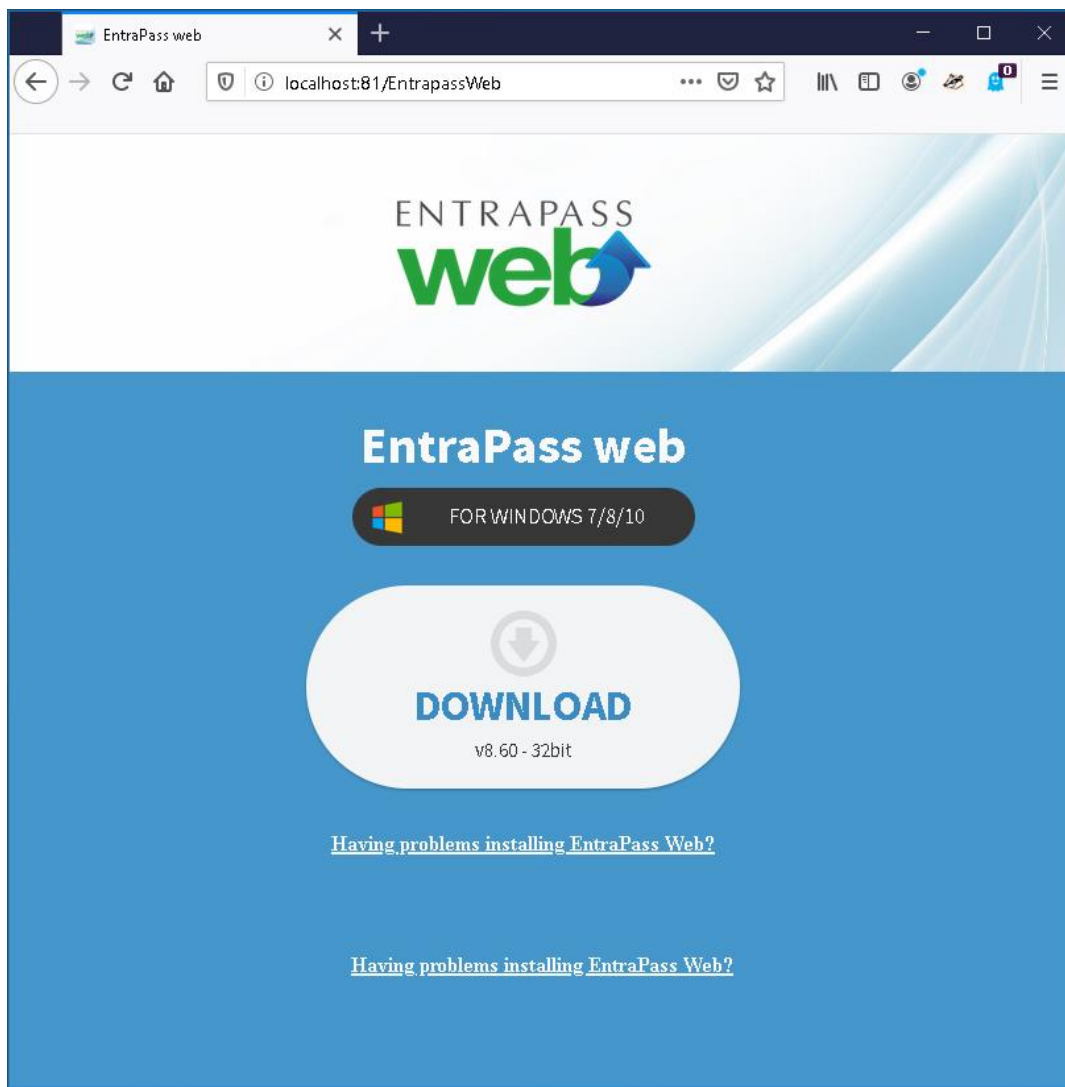 EntraPass web
localhost:81/EntrapassWeb
0
ENTRAPASS
web
EntraPass web
FOR WINDOWS 7/8/10
DOWNLOAD
v8.60 - 32bit
Having problems installing EntraPass Web?
Having problems installing EntraPass Web?